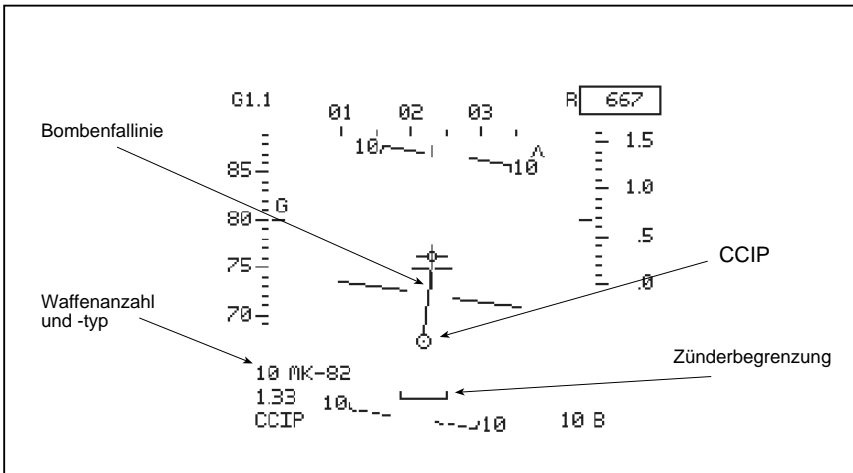 G1.1
01 02 03
R 667
Bombenfallinie
10 10
85
1.5
1.0
80 G
.5
75
CCIP
.0
Waffenanzahl
und -typ
70
Zünderbegrenzung
10 MK-82
1.33
10
CCIP
10
10 B